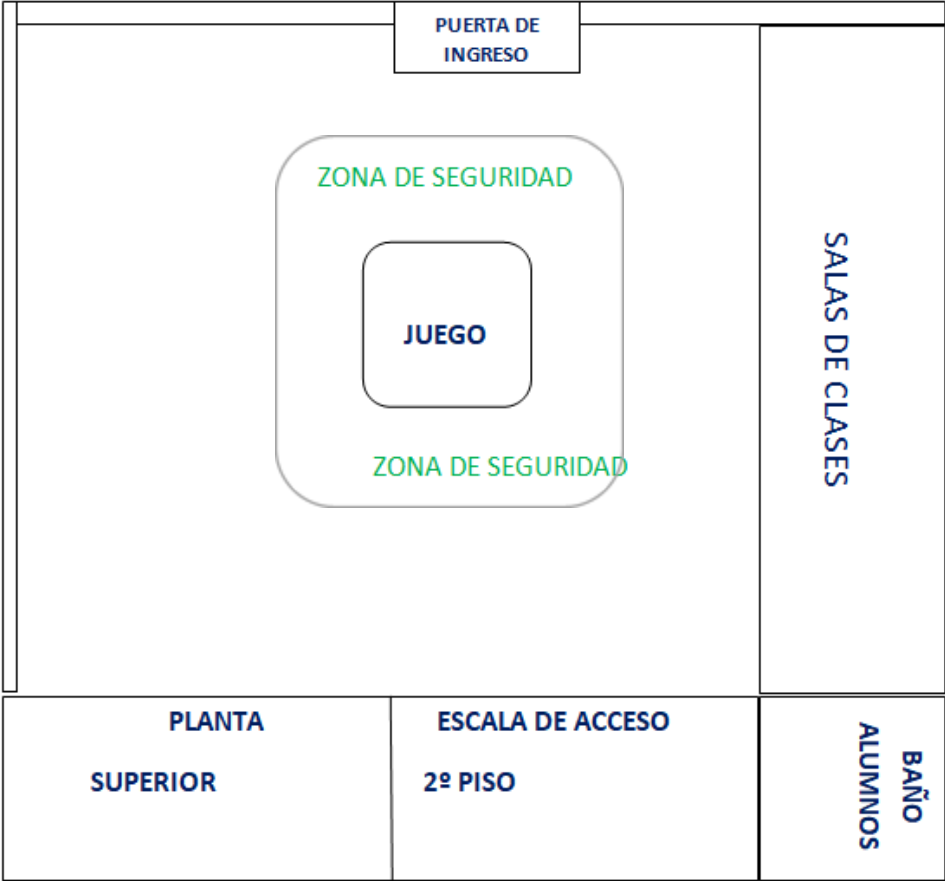 PUERTA DE
INGRESO
ZONA DE SEGURIDAD
JUEGO
ZONA DE SEGURIDAD
SALAS DE CLASES
PLANTA
SUPERIOR
ESCALA DE ACCESO
2º PISO
BAÑO
ALUMNOS